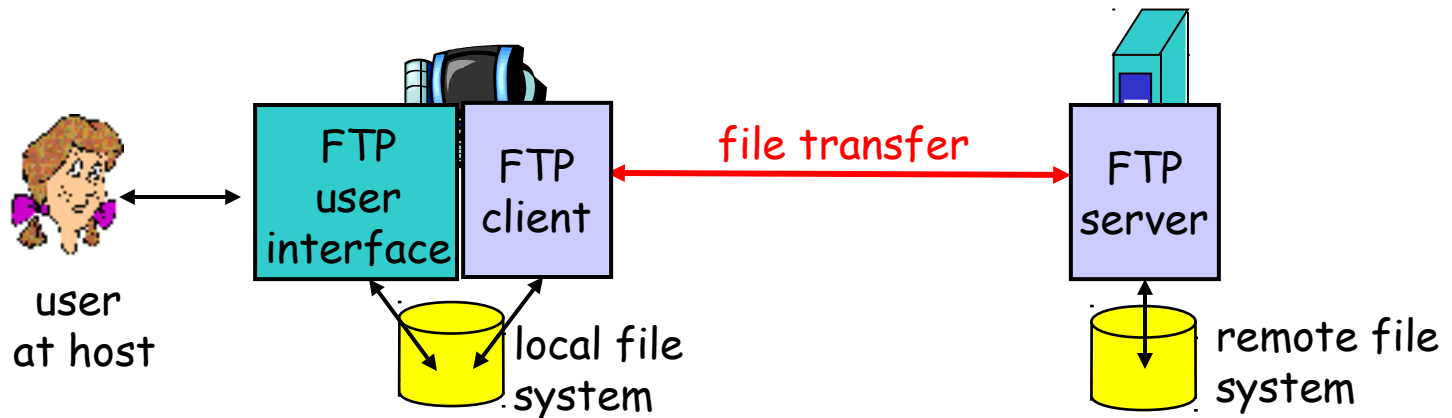 FTP
user
interface
FTP
client
file transfer
FTP
server
user
at host
local file
system
remote file
system